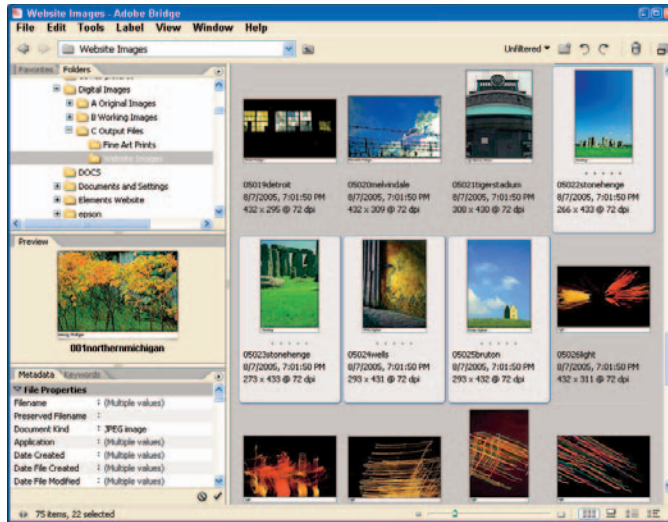 Website Images - Adobe Bridge
File Edit Tools Label View Window Help
Website Images
Unfiltered
Favorites Folders
Digital Images
A Original Images
B Working Images
C Output Files
Fine Art Prints
Website Images
DOCS
Documents and Settings
Elements Website
epson
Preview
001northernmichigan
Metadata Keywords
File Properties
Filename : (Multiple values)
Preserved Filename :
Document Kind : JPEG image
Application : (Multiple values)
Date Created : (Multiple values)
Date File Created : (Multiple values)
Date File Modified : (Multiple values)
75 items, 22 selected
05019detroit
8/7/2005, 7:01:50 PM
432 x 295 @ 72 dpi
05020melvindale
8/7/2005, 7:01:50 PM
432 x 309 @ 72 dpi
05021tigerstadium
8/7/2005, 7:01:50 PM
308 x 430 @ 72 dpi
05022stonehenge
8/7/2005, 7:01:50 PM
266 x 433 @ 72 dpi
05023stonehenge
8/7/2005, 7:01:50 PM
273 x 433 @ 72 dpi
05024wells
8/7/2005, 7:01:50 PM
293 x 431 @ 72 dpi
05025bruton
8/7/2005, 7:01:50 PM
293 x 432 @ 72 dpi
05026light
8/7/2005, 7:01:50 PM
432 x 311 @ 72 dpi